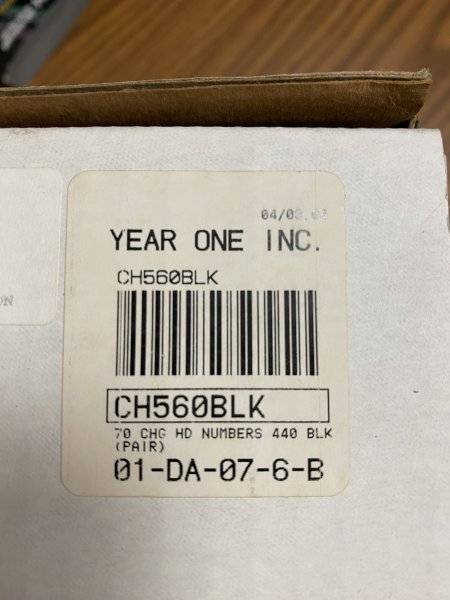 YEAR ONE INC.
CH560BLK
CH560BLK
70 CHG HD NUMBERS 440 BLK
(PAIR)
01-DA-07-6-B